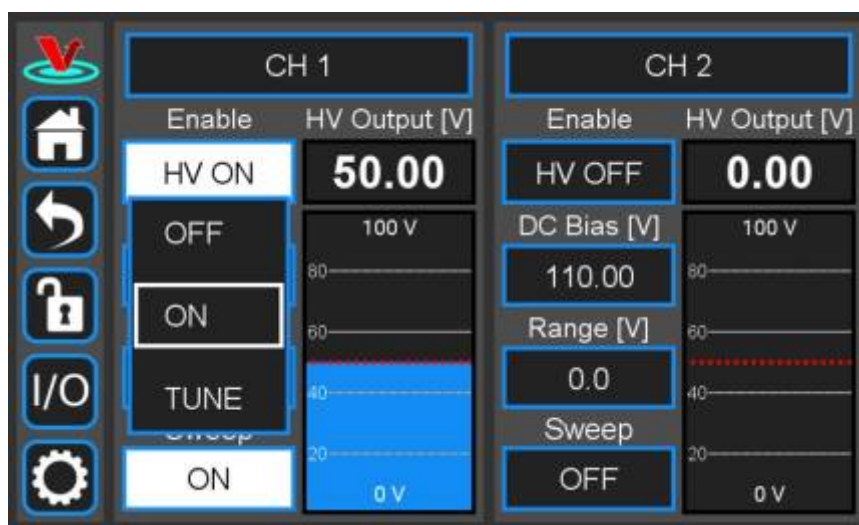 CH 1
Enable HV Output [V]
HV ON 50.00
OFF
ON
TUNE
100 V
80
60
40
20
0 V
ON
CH 2
Enable HV Output [V]
HV OFF 0.00
DC Bias [V]
110.00
Range [V]
0.0
Sweep
OFF
100 V
80
60
40
20
0 V
I/O